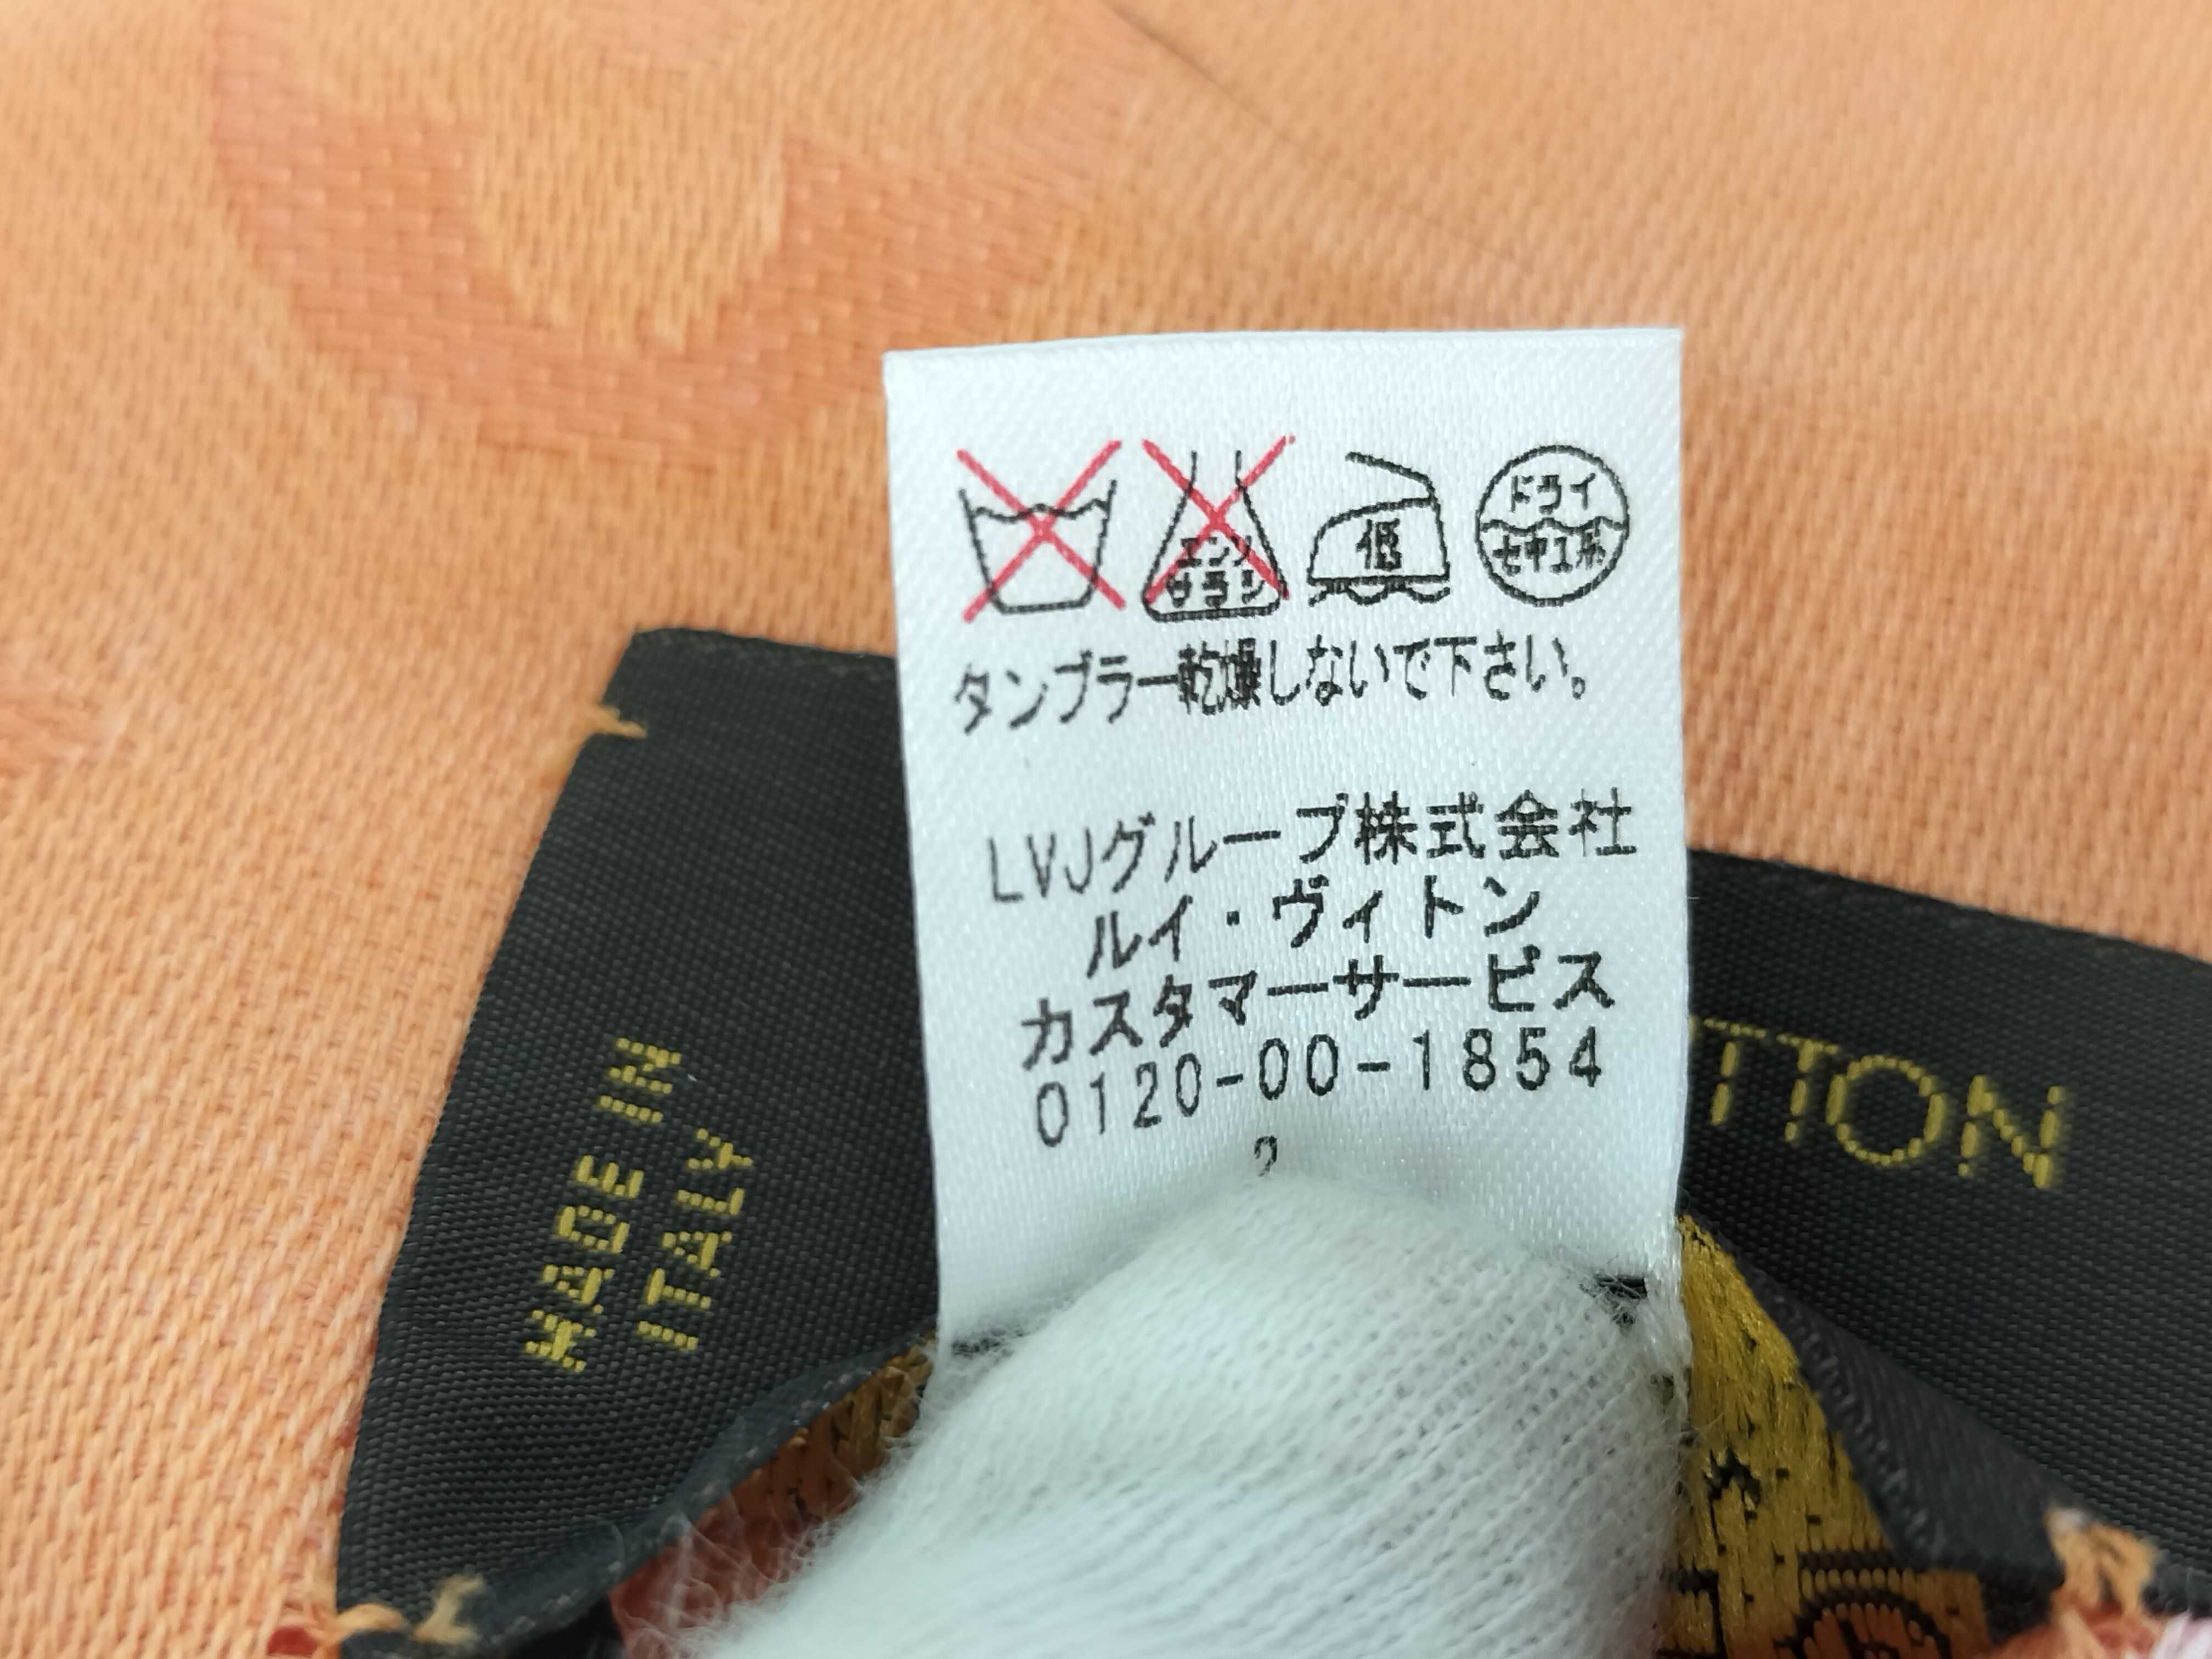 エンソ
サラシ
低
ドライ
セキユ系
タンブラー乾燥しないで下さい。
LVJグループ株式会社
ルイ・ヴィトン
カスタマーサービス
0120-00-1854
2
MADE IN
ITALY
TTON